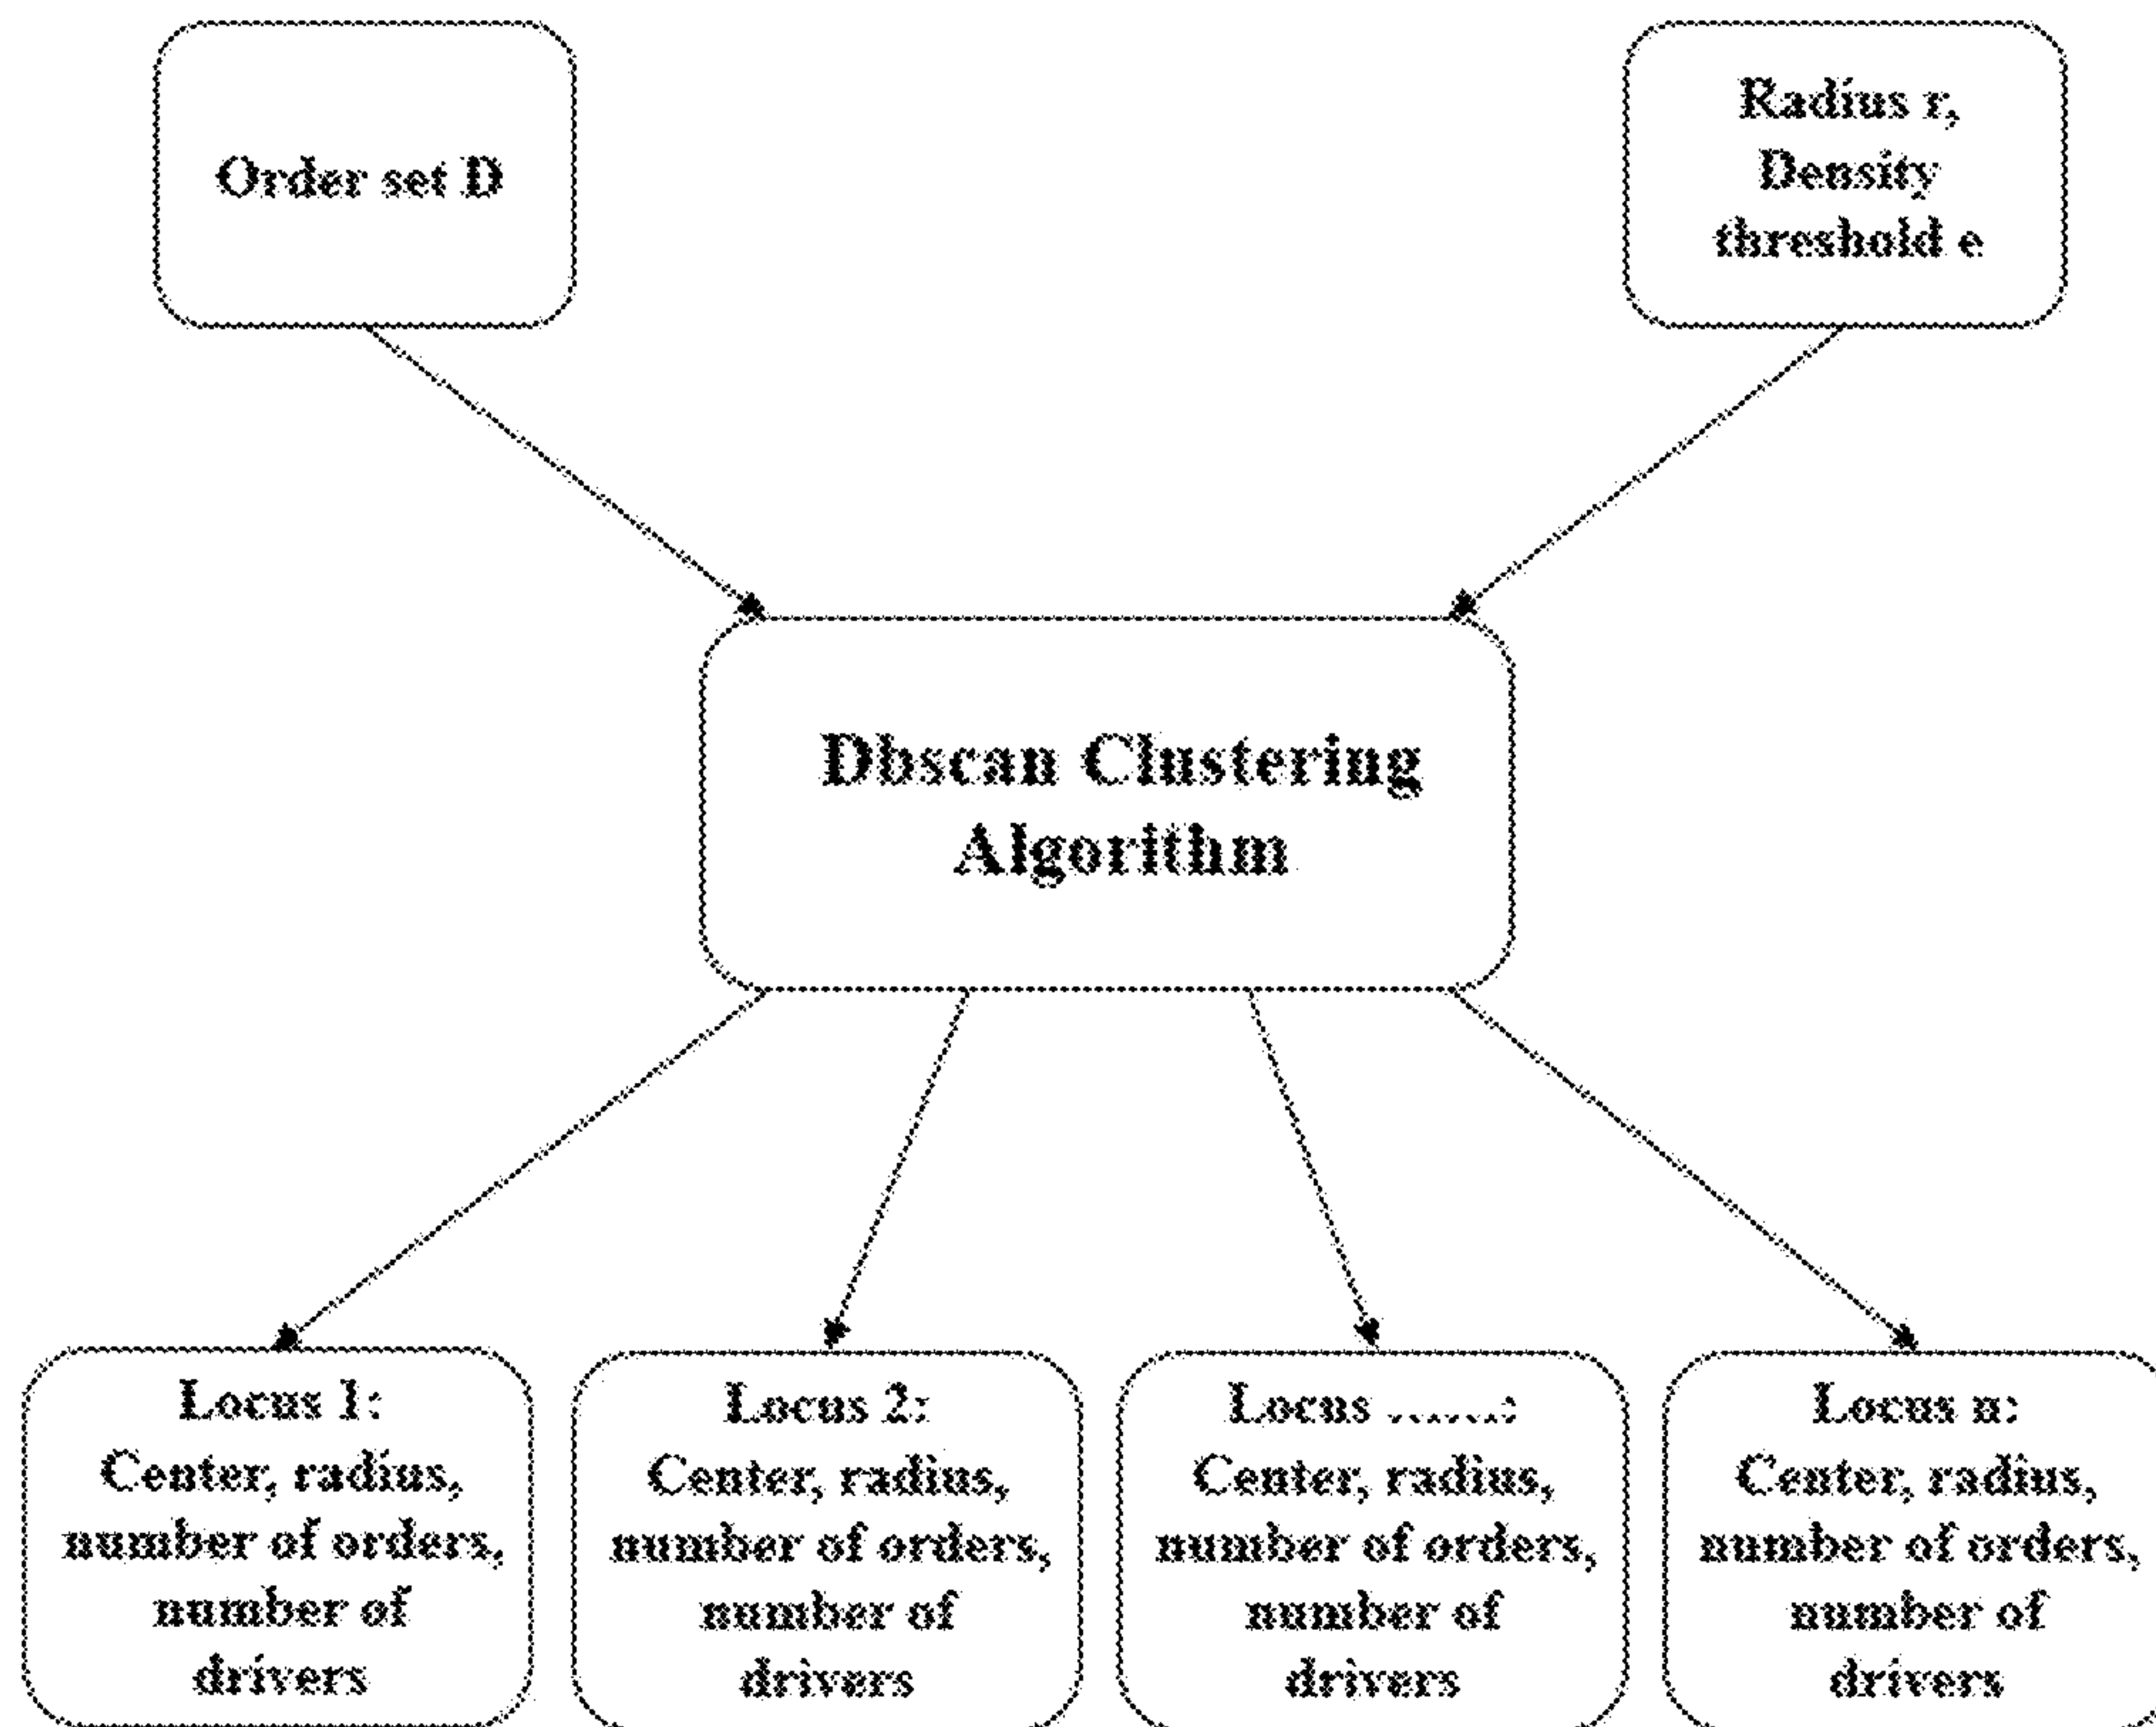 Order set D
Radius r,
Density
threshold e
Dbscan Clustering
Algorithm
Locus 1:
Center, radius,
number of orders,
number of
drivers
Locus 2:
Center, radius,
number of orders,
number of
drivers
Locus ......:
Center, radius,
number of orders,
number of
drivers
Locus n:
Center, radius,
number of orders,
number of
drivers